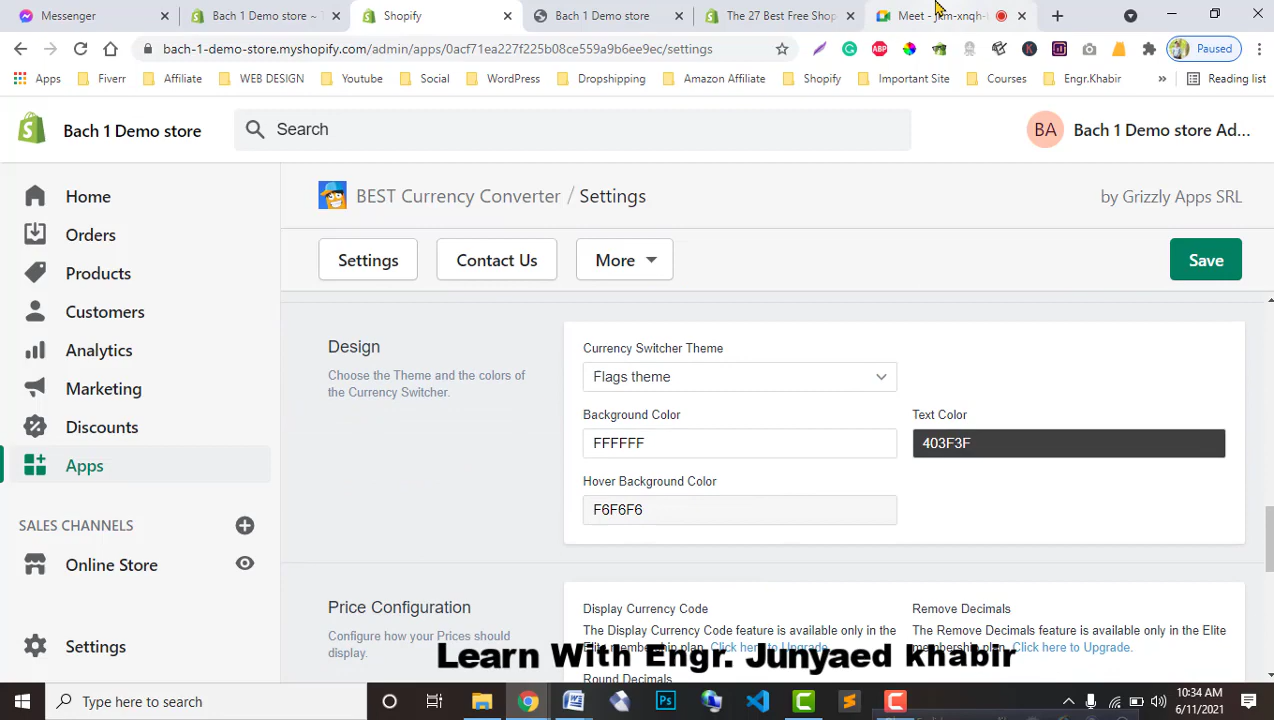 Messenger
Bach 1 Demo store ~ T
Shopify
Bach 1 Demo store
The 27 Best Free Shop
Meet -
bach-1-demo-store.myshopify.com/admin/apps/0acf71ea227f225b08ce559a9b6ee9ec/settings
Paused
Apps
Fiverr
Affiliate
WEB DESIGN
Youtube
Social
WordPress
Dropshipping
Amazon Affiliate
Shopify
Important Site
Courses
Engr.Khabir
»
Reading list
Bach 1 Demo store
Search
BA
Bach 1 Demo store Ad...
Home
Orders
Products
Customers
Analytics
Marketing
Discounts
Apps
SALES CHANNELS
Online Store
Settings
BEST Currency Converter / Settings
by Grizzly Apps SRL
Settings
Contact Us
More
Save
Design
Choose the Theme and the colors of
the Currency Switcher.
Currency Switcher Theme
Flags theme
Background Color
FFFFFF
Text Color
403F3F
Hover Background Color
F6F6F6
Price Configuration
Configure how your Prices should
display.
Display Currency Code
The Display Currency Code feature is available only in the
Elite membership plan. Click here to Upgrade.
Remove Decimals
The Remove Decimals feature is available only in the Elite
membership plan. Click here to Upgrade.
Round Decimals
Learn With Engr. Junyaed khabir
Type here to search
10:34 AM
6/11/2021